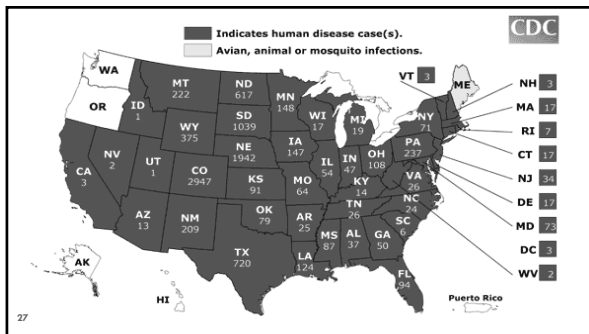 Indicates human disease case(s).
Avian, animal or mosquito infections.
CDC
WA
OR
ID
1
MT
222
ND
617
MN
148
WI
17
MI
19
VT 3
ME
NH 3
MA 17
RI 7
CT 17
NJ 34
DE 17
MD 73
DC 3
WV 2
NY
71
PA
237
SD
1039
WY
375
NV
2
UT
1
CA
3
CO
2947
NE
1942
IA
147
IL
54
IN
47
OH
108
KS
91
MO
64
KY
14
VA
26
NC
24
TN
26
SC
6
AZ
13
NM
209
OK
79
AR
25
TX
720
LA
124
MS
87
AL
37
GA
50
FL
94
AK
HI
Puerto Rico
27